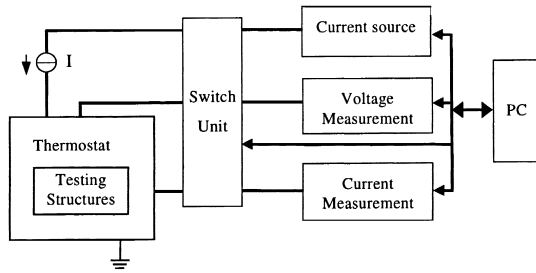 Current source
I
Switch
Unit
Voltage
Measurement
PC
Thermostat
Testing
Structures
Current
Measurement